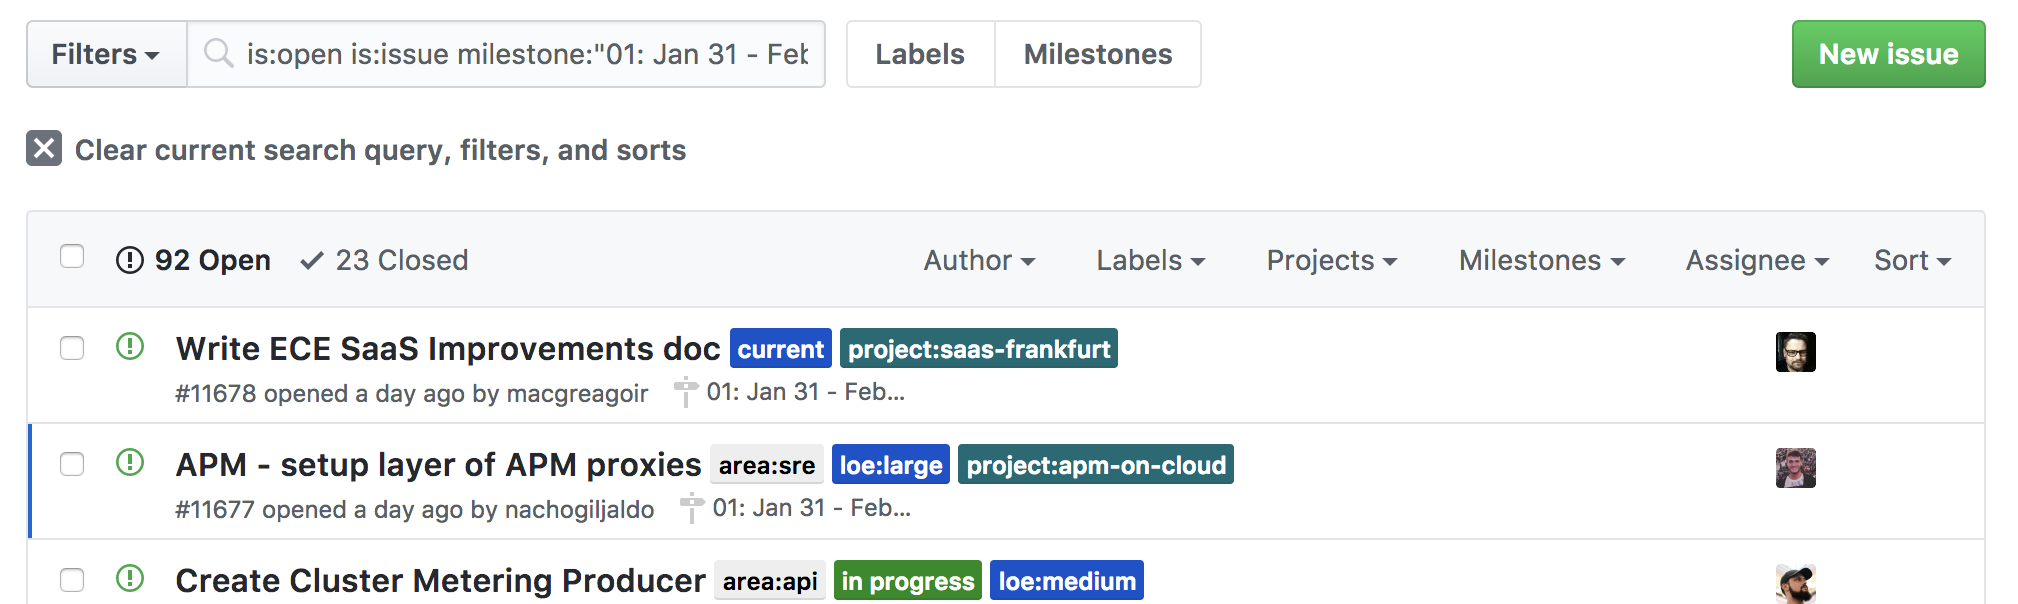 Filters is:open is:issue milestone:"01: Jan 31 - Feb Labels Milestones New issue
Clear current search query, filters, and sorts
92 Open 23 Closed Author Labels Projects Milestones Assignee Sort
Write ECE SaaS Improvements doc current project:saas-frankfurt
#11678 opened a day ago by macgreagoir 01: Jan 31 - Feb...
APM - setup layer of APM proxies area:sre loe:large project:apm-on-cloud
#11677 opened a day ago by nachogiljaldo 01: Jan 31 - Feb...
Create Cluster Metering Producer area:api in progress loe:medium